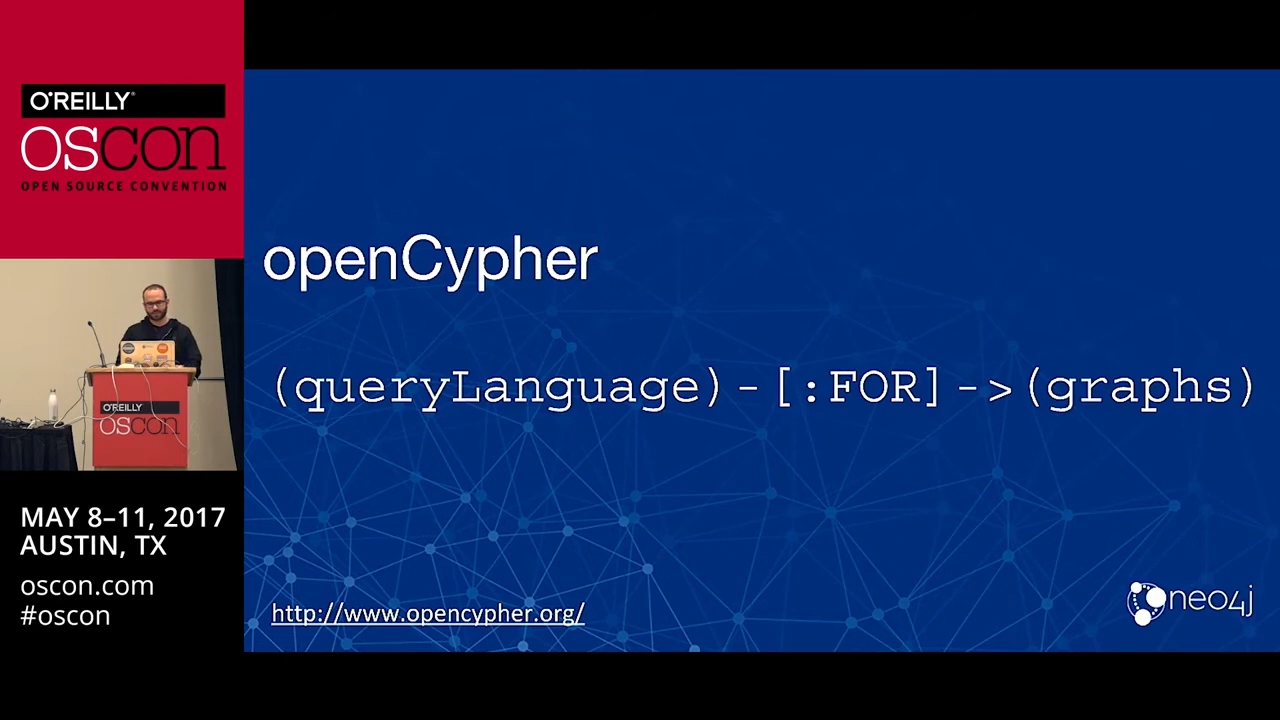 O'REILLY®
oscon
OPEN SOURCE CONVENTION
O'REILLY
oscon
MAY 8–11, 2017
AUSTIN, TX
oscon.com
#oscon
openCypher
(queryLanguage)-[:FOR]->(graphs)
http://www.opencypher.org/
neo4j